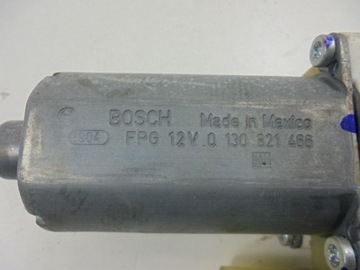 BOSCH Made in Mexico
FPG 12V 0 130 821 466